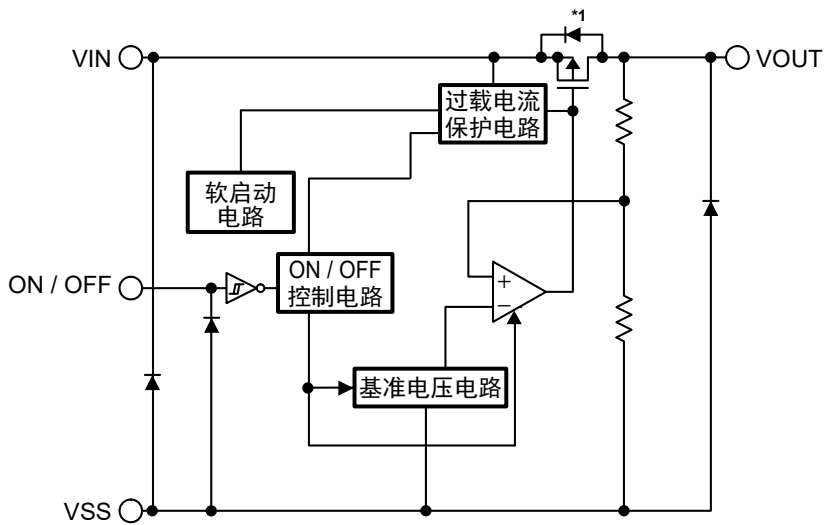 *1
VIN
VOUT
过载电流
保护电路
软启动
电路
ON / OFF
ON / OFF
控制电路
+
−
基准电压电路
VSS